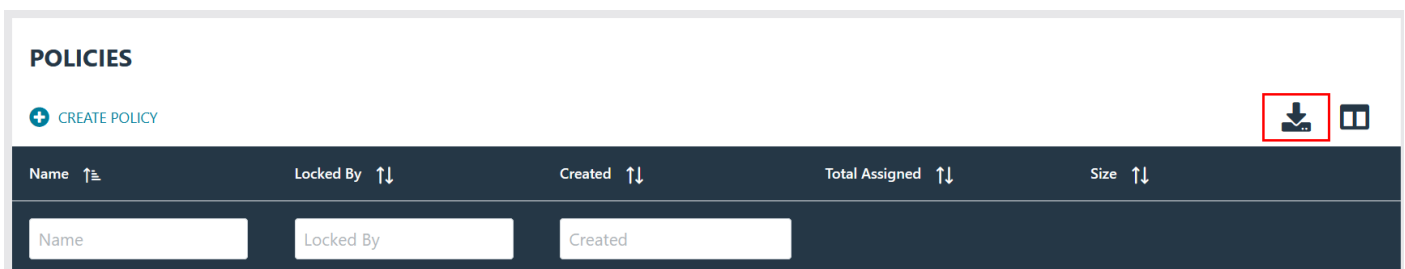 POLICIES
CREATE POLICY
Name Locked By Created Total Assigned Size
Name Locked By Created